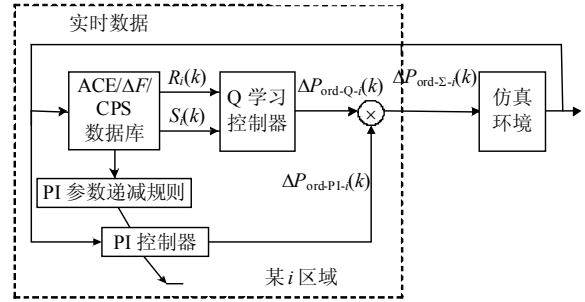 实时数据
ACE/ΔF/
CPS
数据库
R_i(k)
S_i(k)
Q 学习
控制器
ΔP_ord-Q-i(k)
×
ΔP_ord-Σ-i(k)
仿真
环境
ΔP_ord-PI-i(k)
PI 参数递减规则
PI 控制器
某 i 区域